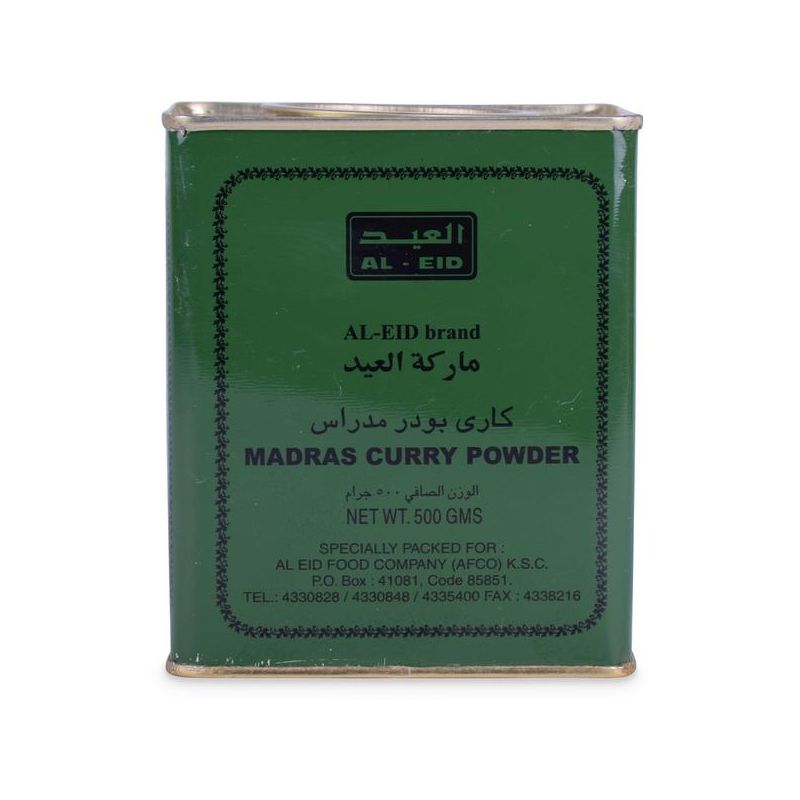 العيد
AL - EID
AL-EID brand
ماركة العيد
كارى بودر مدراس
MADRAS CURRY POWDER
الوزن الصافي ٥٠٠ جرام
NET WT. 500 GMS
SPECIALLY PACKED FOR :
AL EID FOOD COMPANY (AFCO) K.S.C.
P.O. Box : 41081, Code 85851.
TEL.: 4330828 / 4330848 / 4335400 FAX : 4338216